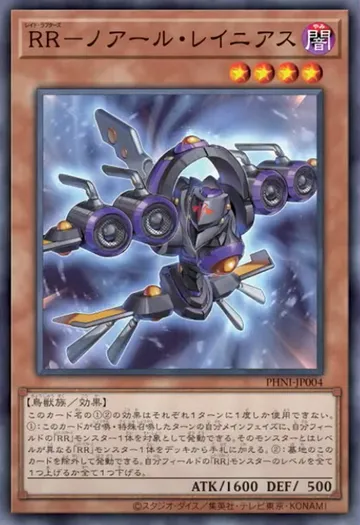 レイド・ラプターズ
RR－ノアール・レイニアス
やみ
闇
PHNI-JP004
【鳥獣族／効果】
このカード名の①②の効果はそれぞれ1ターンに1度しか使用できない。
①：このカードが召喚・特殊召喚したターンの自分メインフェイズに、自分フィ
ールドの「RR」モンスター1体を対象として発動できる。そのモンスターとはレベ
ルが異なる「RR」モンスター1体をデッキから手札に加える。②：墓地のこの
カードを除外して発動できる。自分フィールドの「RR」モンスターのレベルを全て
1つ上げるか全て1つ下げる。
ATK/1600 DEF/ 500
©スタジオ・ダイス／集英社・テレビ東京・KONAMI